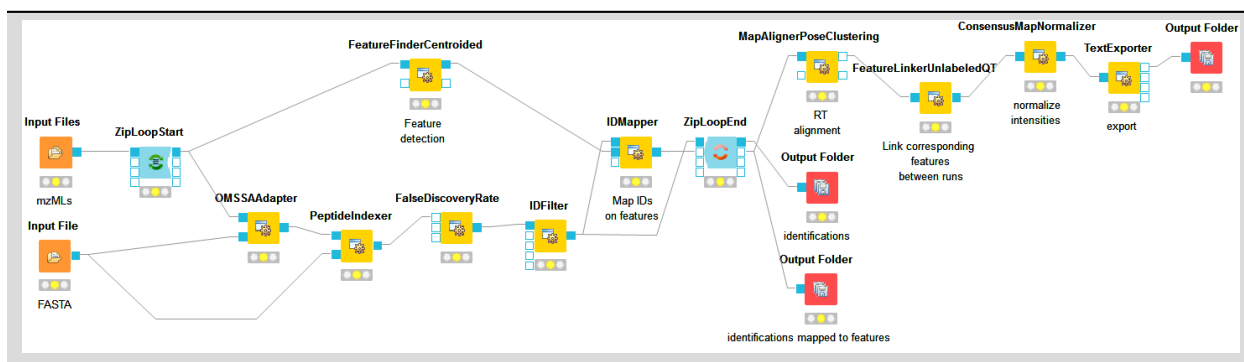 ConsensusMapNormalizer
Output Folder
MapAlignerPoseClustering
TextExporter
FeatureFinderCentroided
FeatureLinkerUnlabeledQT
RT
alignment
normalize
intensities
export
Feature
detection
Input Files
ZipLoopStart
IDMapper
ZipLoopEnd
Link corresponding
features
between runs
Output Folder
mzMLs
OMSSAAdapter
PeptideIndexer
FalseDiscoveryRate
IDFilter
Map IDs
on features
Input File
identifications
Output Folder
FASTA
identifications mapped to features